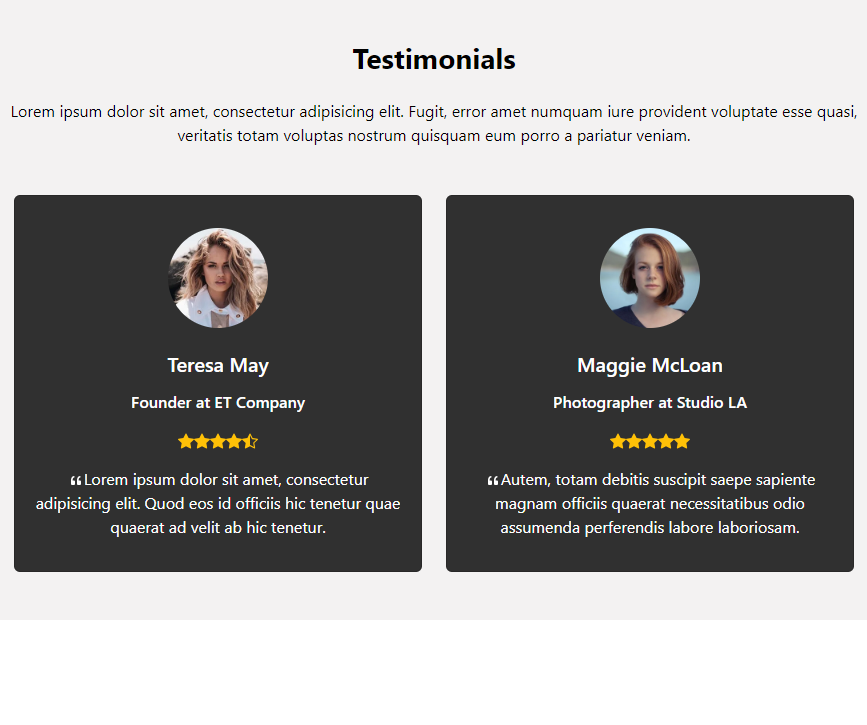 Testimonials
Lorem ipsum dolor sit amet, consectetur adipisicing elit. Fugit, error amet numquam iure provident voluptate esse quasi,
veritatis totam voluptas nostrum quisquam eum porro a pariatur veniam.
Teresa May
Founder at ET Company
“Lorem ipsum dolor sit amet, consectetur
adipisicing elit. Quod eos id officiis hic tenetur quae
quaerat ad velit ab hic tenetur.
Maggie McLoan
Photographer at Studio LA
“Autem, totam debitis suscipit saepe sapiente
magnam officiis quaerat necessitatibus odio
assumenda perferendis labore laboriosam.